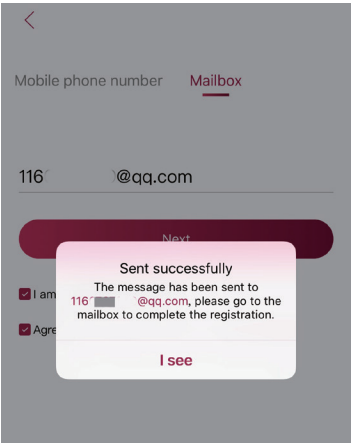 Mobile phone number Mailbox
116 @qq.com
Next
Sent successfully
The message has been sent to
116 @qq.com, please go to the
mailbox to complete the registration.
I am
Agre
I see